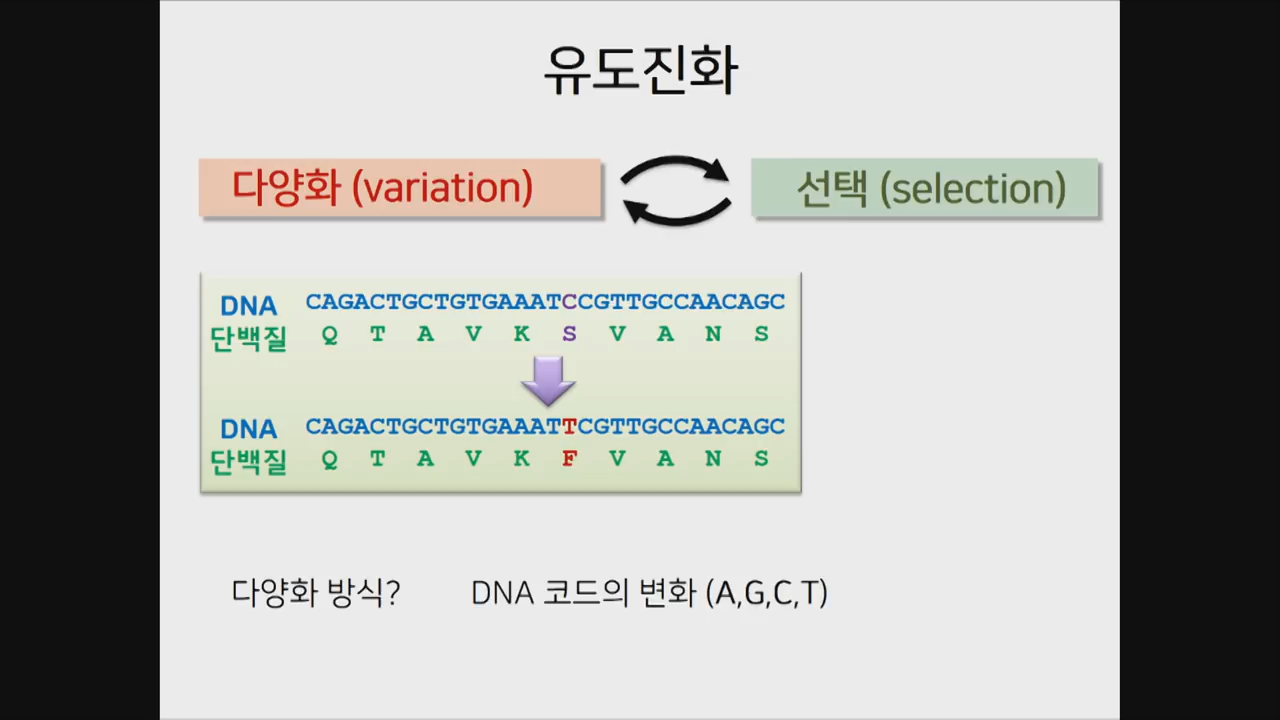 유도진화
다양화 (variation)
선택 (selection)
DNA CAGACTGCTGTGAAATCCGTTGCCAACAGC
단백질 Q T A V K S V A N S
DNA CAGACTGCTGTGAAATTCGTTGCCAACAGC
단백질 Q T A V K F V A N S
다양화 방식? DNA 코드의 변화 (A,G,C,T)